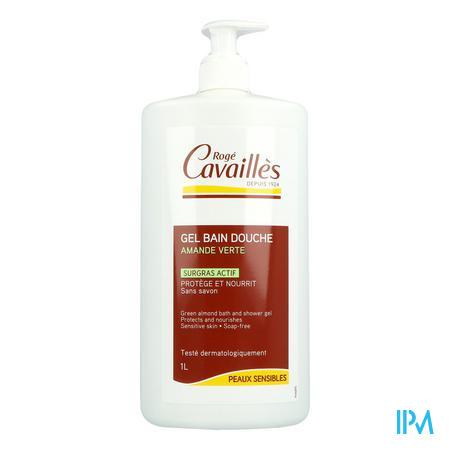 Rogé
Cavaillès
DEPUIS 1924
GEL BAIN DOUCHE
AMANDE VERTE
SURGRAS ACTIF
PROTÈGE ET NOURRIT
Sans savon
Green almond bath and shower gel
Protects and nourishes
Sensitive skin • Soap-free
Testé dermatologiquement
1L
PEAUX SENSIBLES
IPM